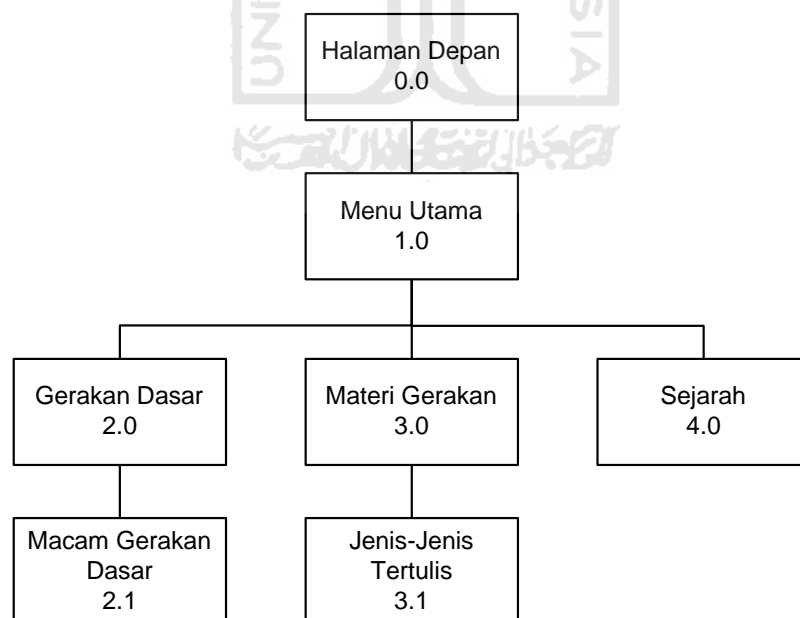 Halaman Depan
0.0
Menu Utama
1.0
Gerakan Dasar
2.0
Materi Gerakan
3.0
Sejarah
4.0
Macam Gerakan
Dasar
2.1
Jenis-Jenis
Tertulis
3.1